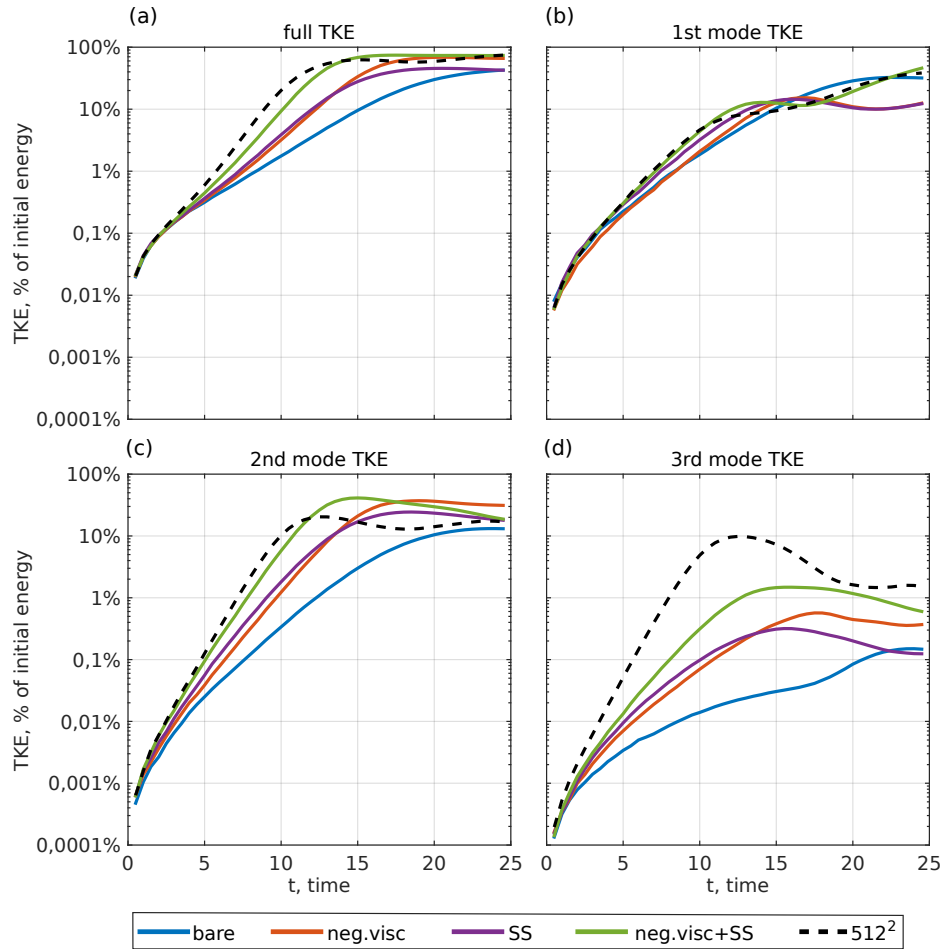 (a)
full TKE
(b)
1st mode TKE
100%
10%
1%
0,1%
0,01%
0,001%
0,0001%
TKE, % of initial energy
(c)
2nd mode TKE
(d)
3rd mode TKE
100%
10%
1%
0,1%
0,01%
0,001%
0,0001%
TKE, % of initial energy
0 5 10 15 20 25
0 5 10 15 20 25
t, time
t, time
bare neg.visc SS neg.visc+SS 512²